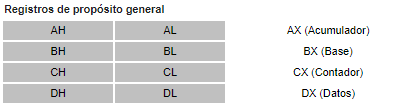 Registros de propósito general
AH AL AX (Acumulador)
BH BL BX (Base)
CH CL CX (Contador)
DH DL DX (Datos)